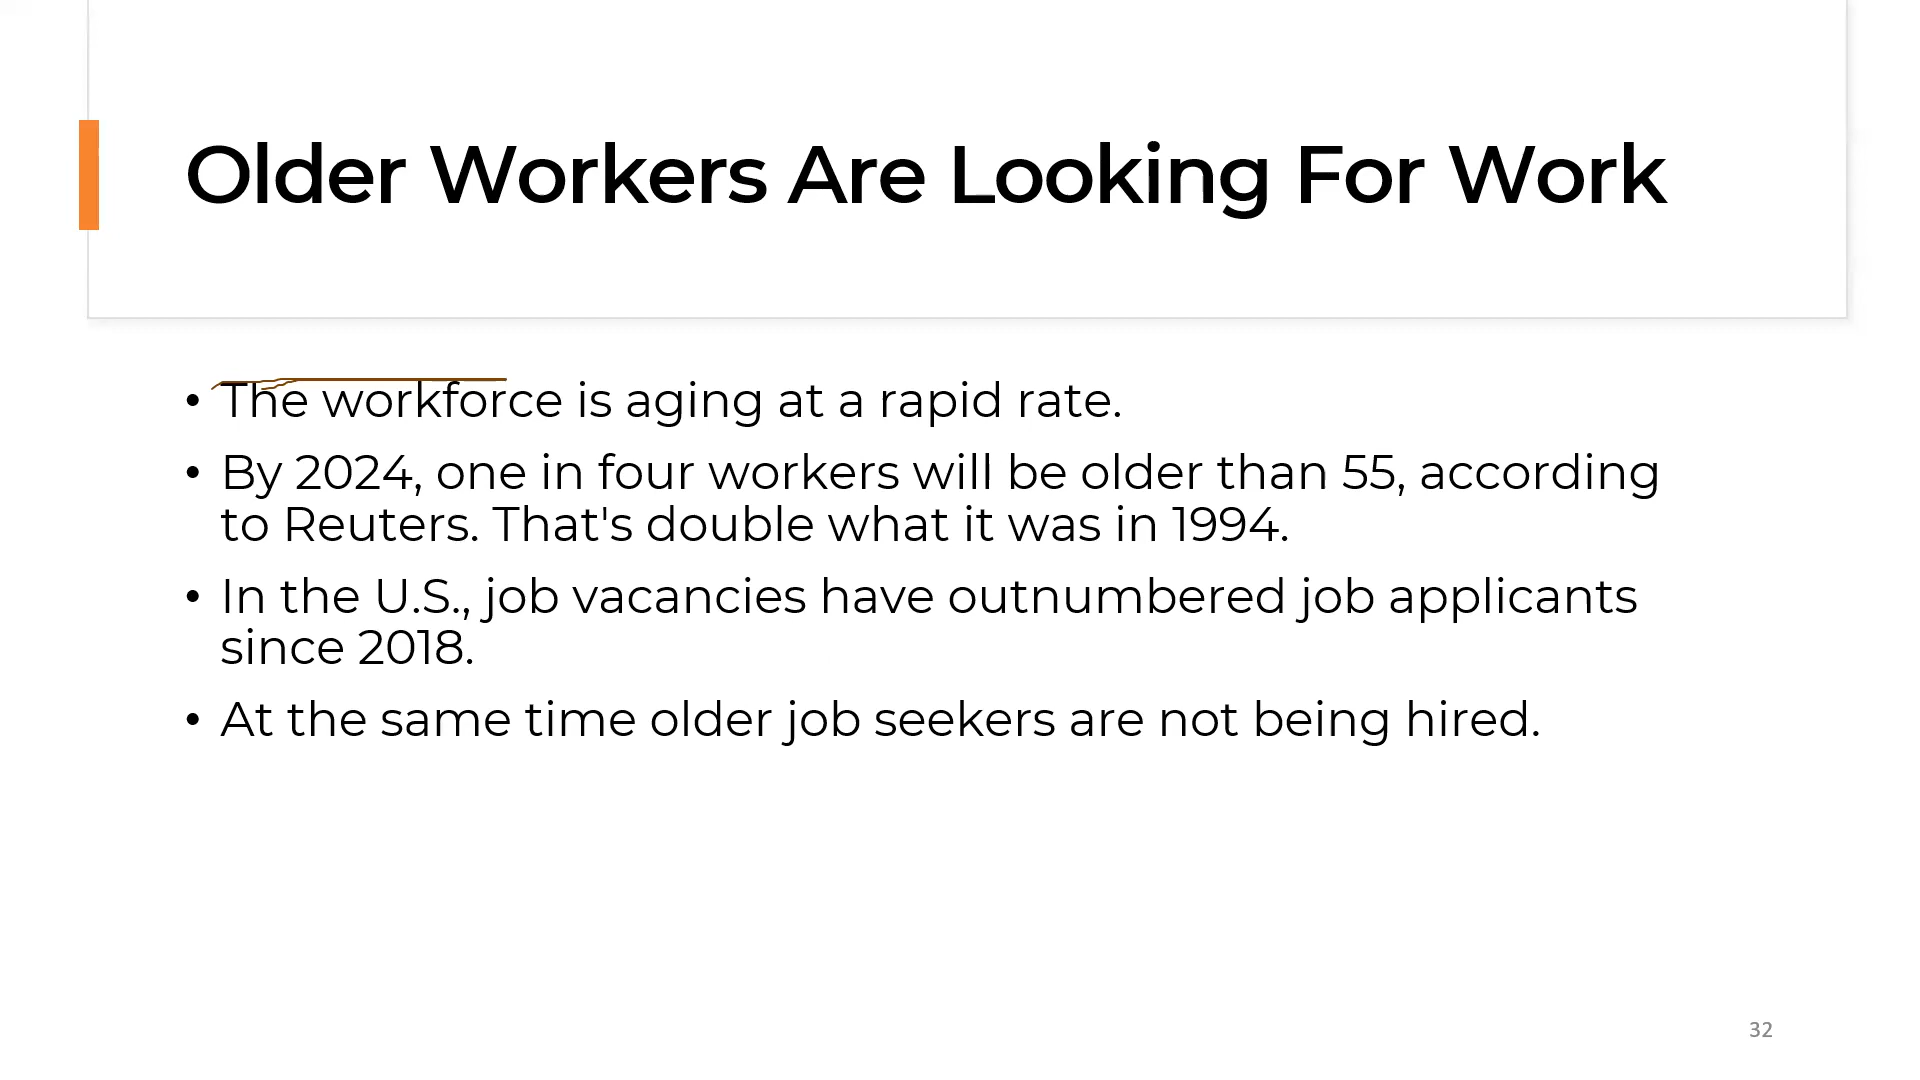 Older Workers Are Looking For Work
• The workforce is aging at a rapid rate.
• By 2024, one in four workers will be older than 55, according
to Reuters. That's double what it was in 1994.
• In the U.S., job vacancies have outnumbered job applicants
since 2018.
• At the same time older job seekers are not being hired.
32